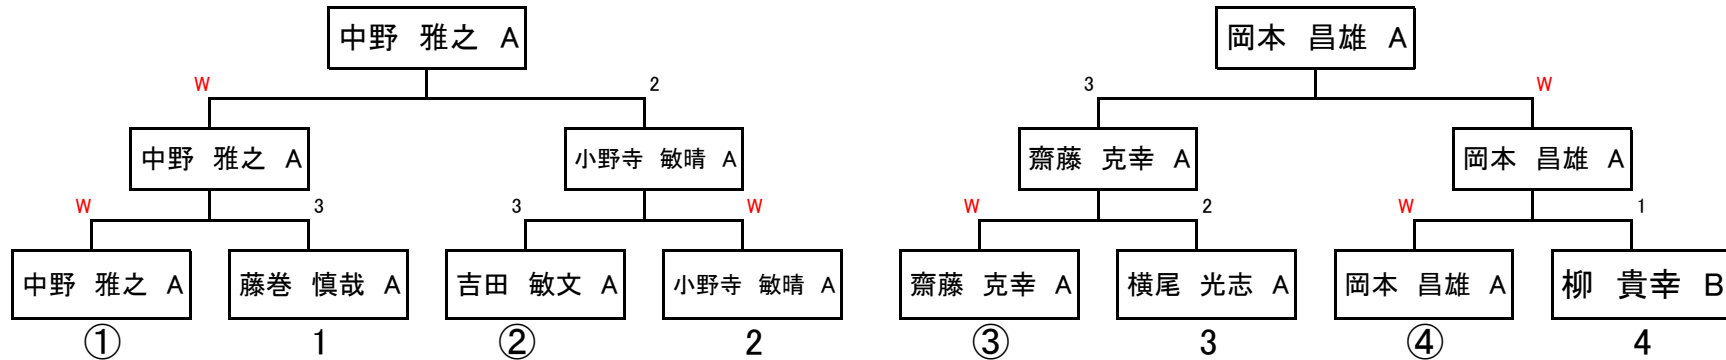 中野 雅之 A 岡本 昌雄 A
W 2 3 W
中野 雅之 A 小野寺 敏晴 A 齋藤 克幸 A 岡本 昌雄 A
W 3 3 W W 2 W 1
中野 雅之 A 藤巻 慎哉 A 吉田 敏文 A 小野寺 敏晴 A 齋藤 克幸 A 横尾 光志 A 岡本 昌雄 A 柳 貴幸 B
① 1 ② 2 ③ 3 ④ 4